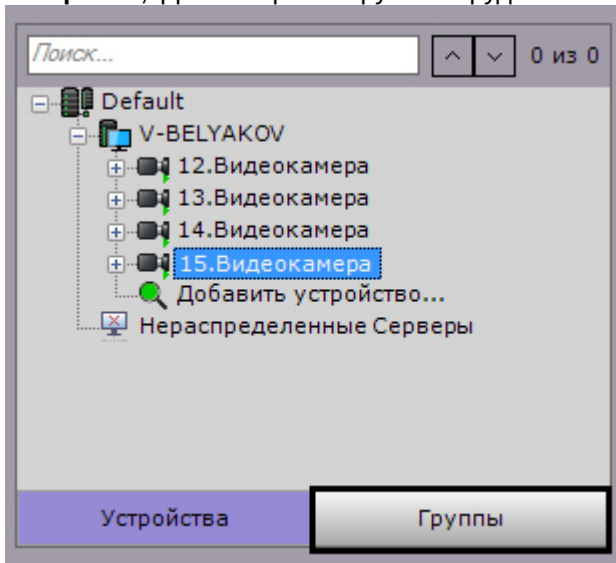 Поиск...
0 из 0
Default
V-BELYAKOV
12.Видеокамера
13.Видеокамера
14.Видеокамера
15.Видеокамера
Добавить устройство...
Нераспределенные Серверы
Устройства
Группы